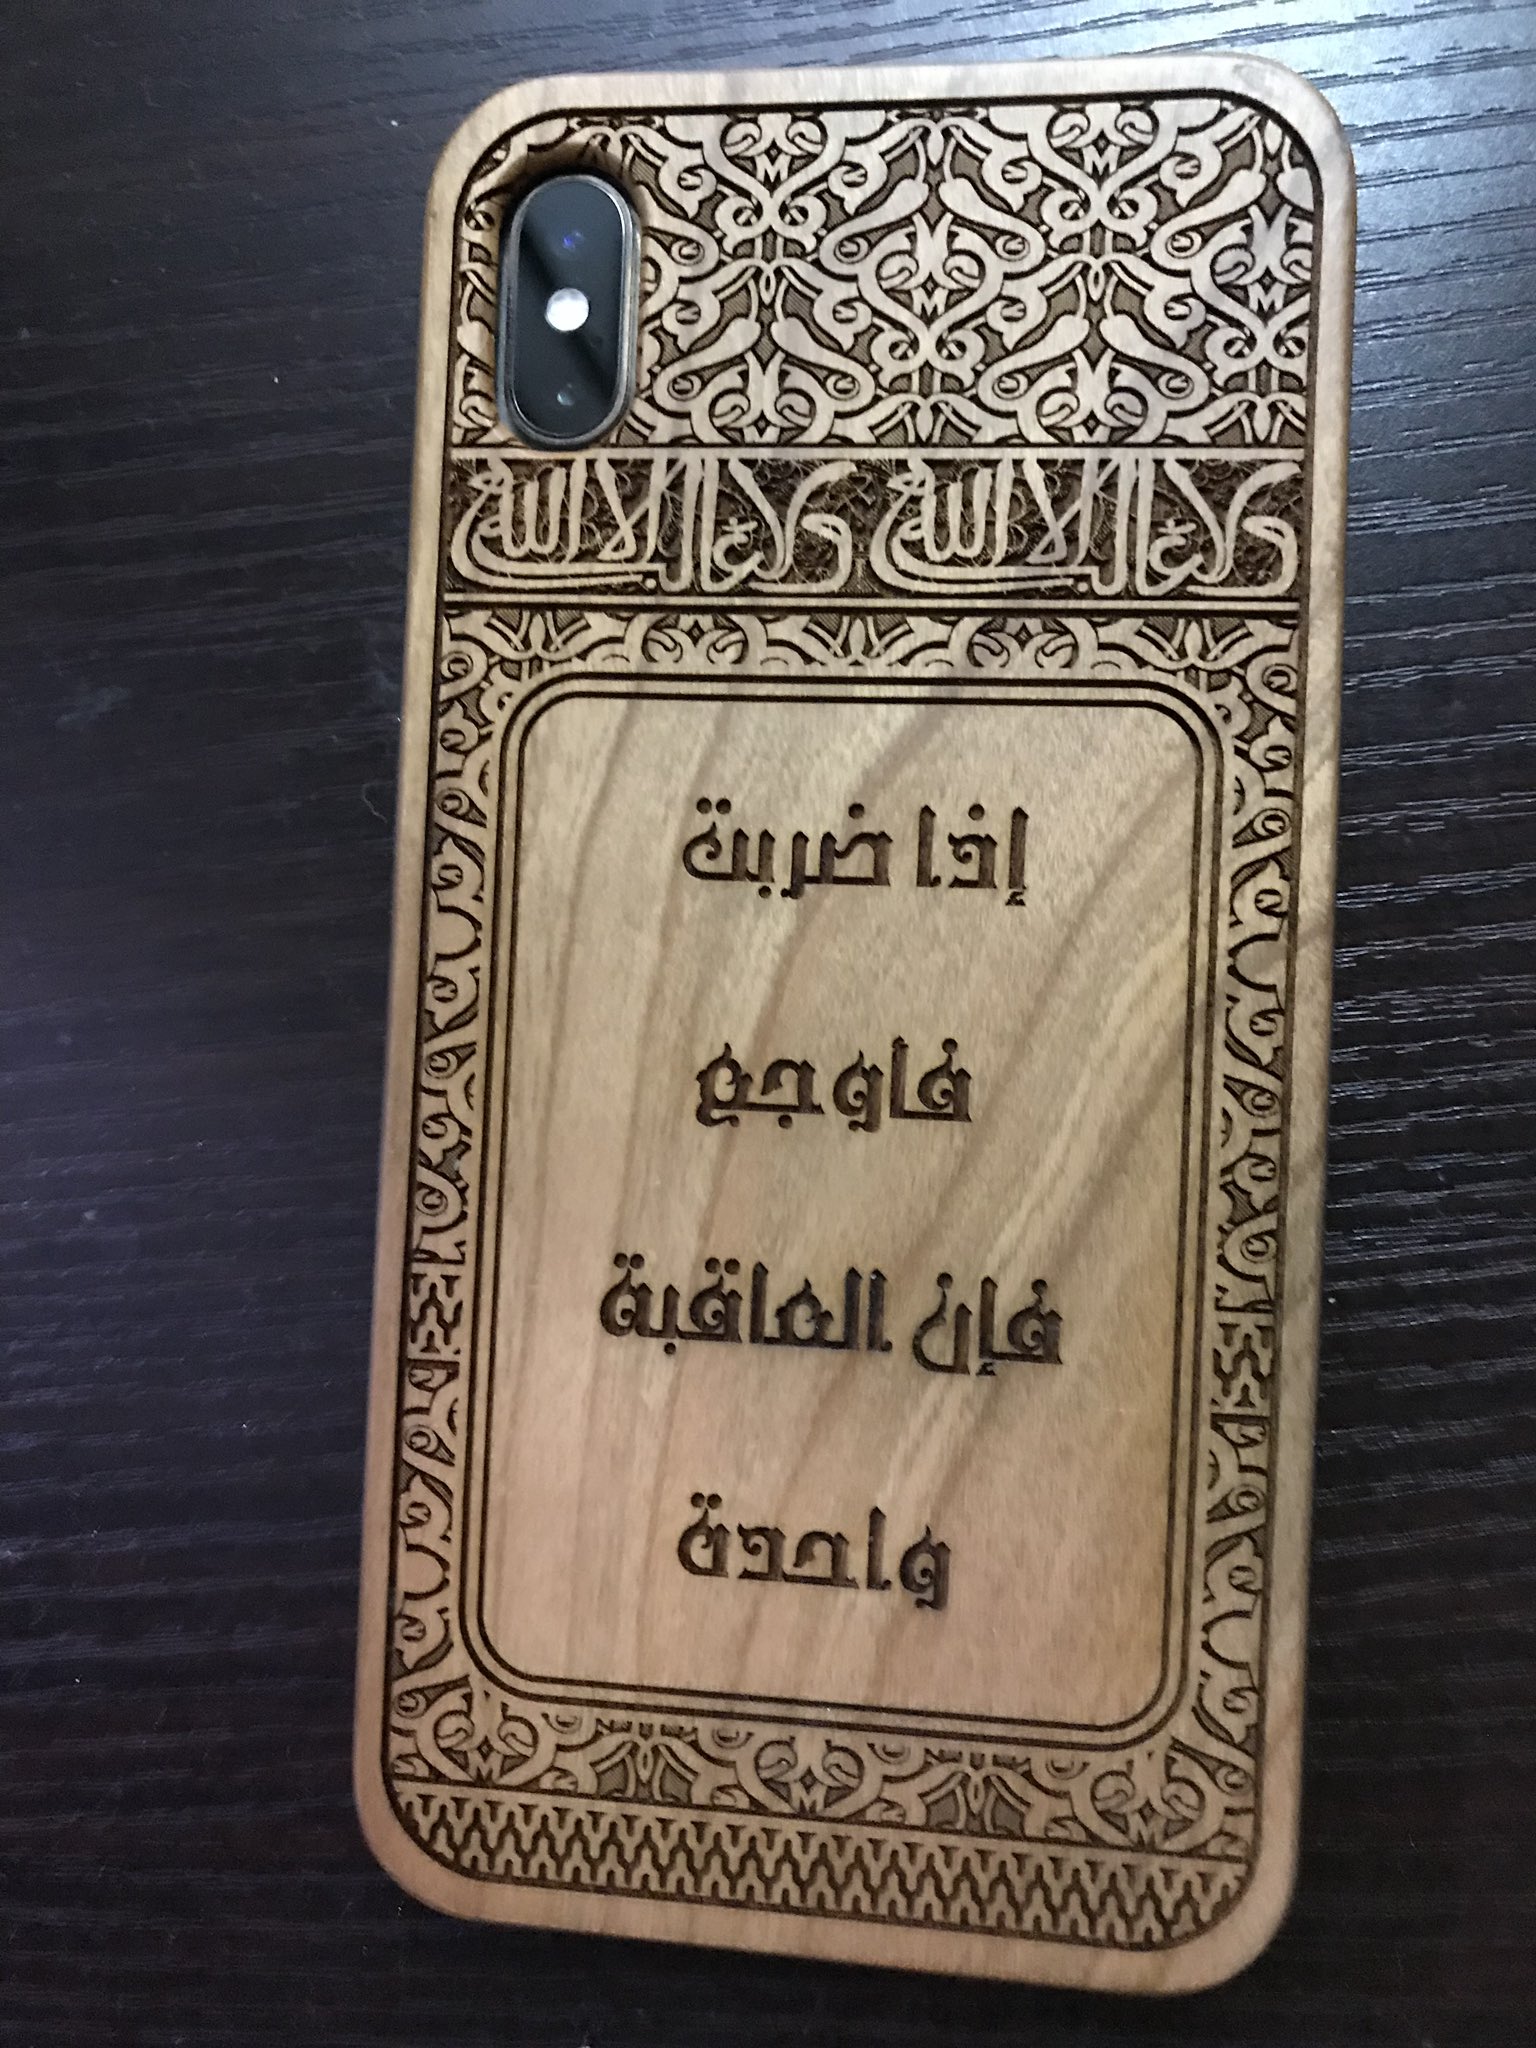 ولا غالب إلا الله ولا غالب إلا الله
إذا ضربت
فأوجع
فإن العاقبة
واحدة